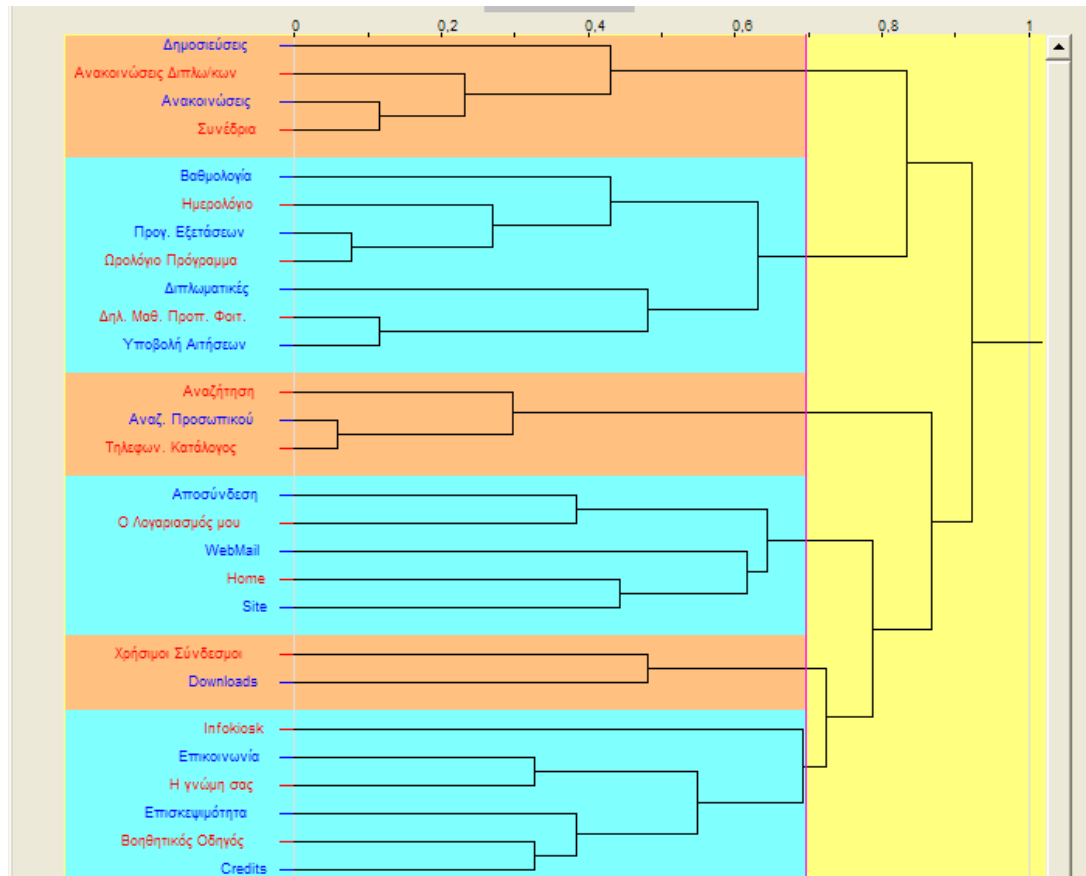 0 0,2 0,4 0,6 0,8 1
Δημοσιεύσεις
Ανακοινώσεις Διπλω/κων
Ανακοινώσεις
Συνέδρια
Βαθμολογία
Ημερολόγιο
Προγ. Εξετάσεων
Ωρολόγιο Πρόγραμμα
Διπλωματικές
Δηλ. Μαθ. Προπ. Φοιτ.
Υποβολή Αιτήσεων
Αναζήτηση
Αναζ. Προσωπικού
Τηλεφων. Κατάλογος
Αποσύνδεση
Ο Λογαριασμός μου
WebMail
Home
Site
Χρήσιμοι Σύνδεσμοι
Downloads
Infokiosk
Επικοινωνία
Η γνώμη σας
Επισκεψιμότητα
Βοηθητικός Οδηγός
Credits